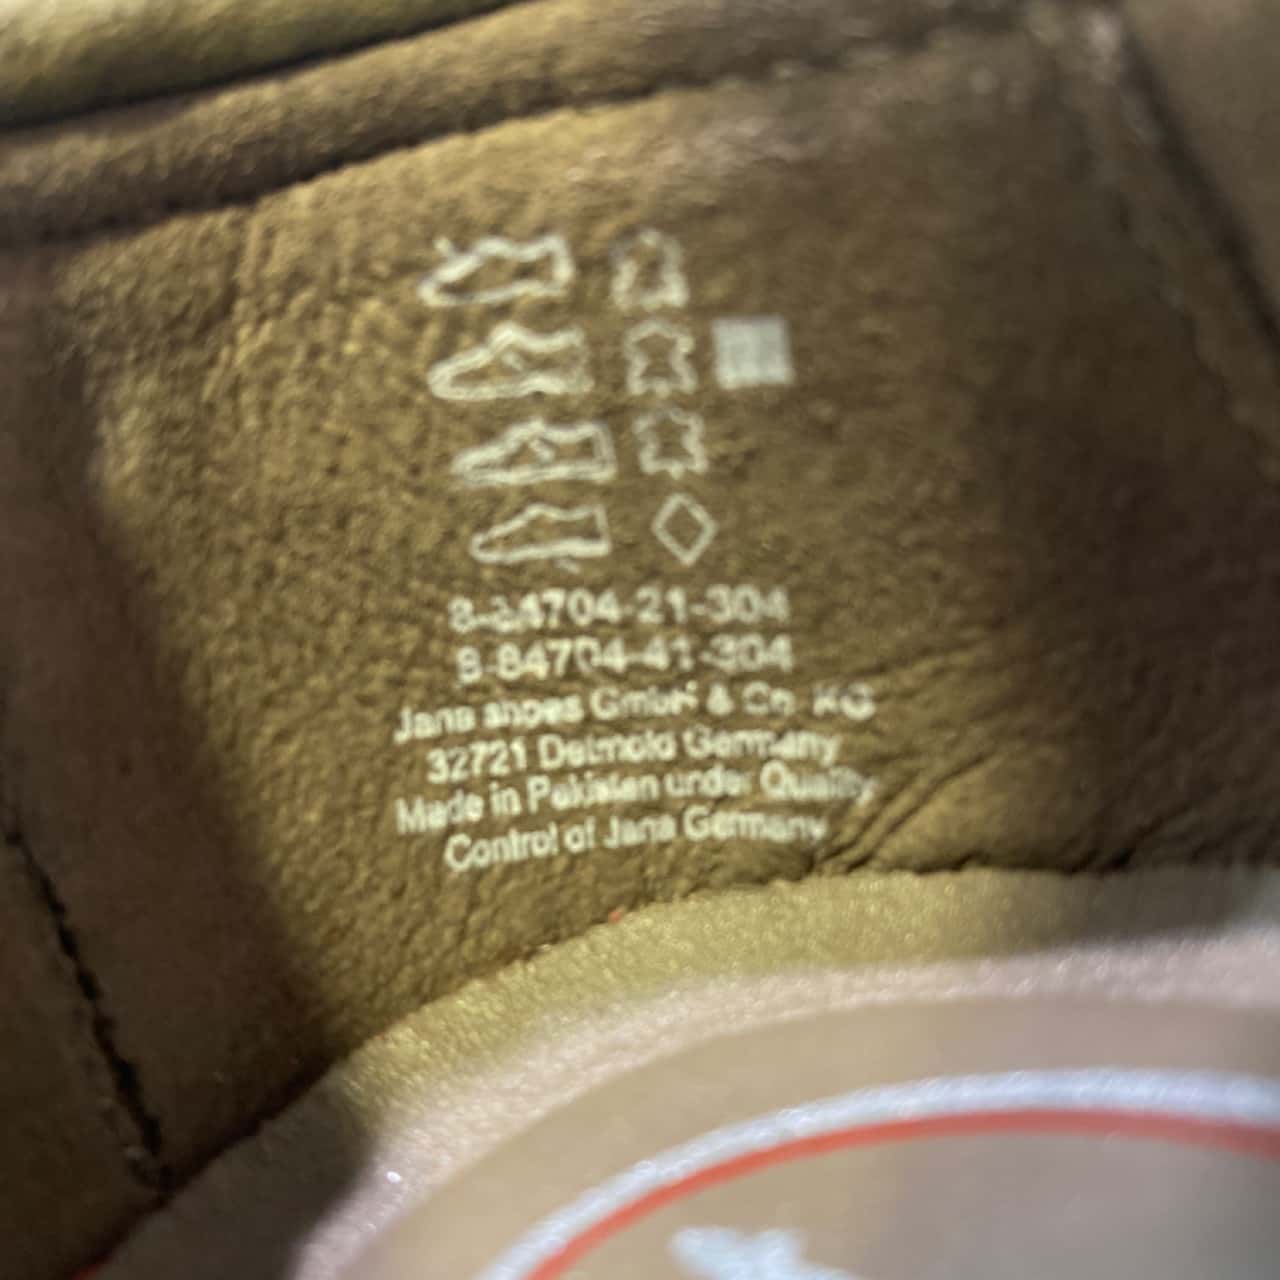 8-84704-21-304
8-84704-41-304
Jana shoes GmbH & Co. KG
32721 Detmold Germany
Made in Pakistan under Quality
Control of Jana Germany